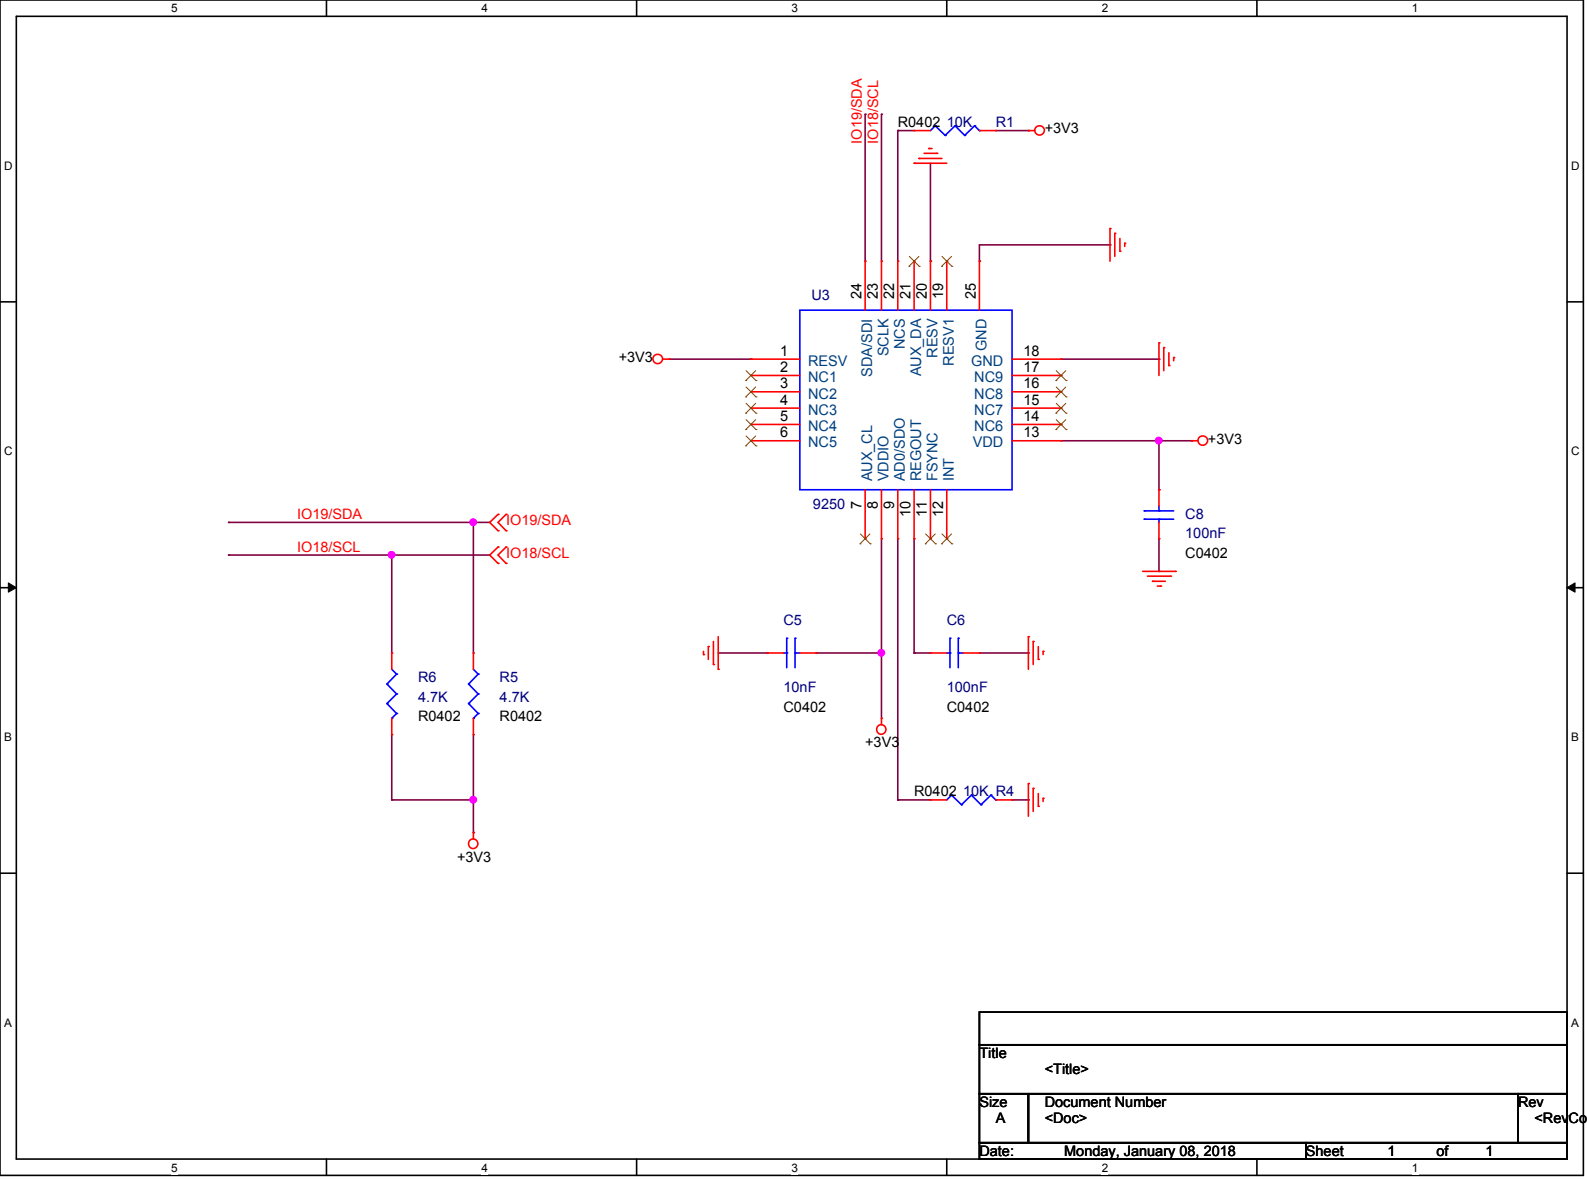 5 4 3 2 1
D D
C C
B B
A A
IO19/SDA
IO18/SCL
R0402 10K R1
+3V3
U3
24 23 22 21 20 19 25
SDA/SDI
SCLK
NCS
AUX_DA
RESV
RESV1
GND
+3V3
1 RESV
2 NC1
3 NC2
4 NC3
5 NC4
6 NC5
GND 18
NC9 17
NC8 16
NC7 15
NC6 14
VDD 13
+3V3
AUX_CL
VDDIO
AD0/SDO
REGOUT
FSYNC
INT
9250
7 8 9 10 11 12
C8
100nF
C0402
IO19/SDA IO19/SDA
IO18/SCL IO18/SCL
R6
4.7K
R0402
R5
4.7K
R0402
+3V3
C5
10nF
C0402
C6
100nF
C0402
+3V3
R0402 10K R4
Title
<Title>
Size
A
Document Number
<Doc>
Rev
<RevCo
Date: Monday, January 08, 2018 Sheet 1 of 1
5 4 3 2 1